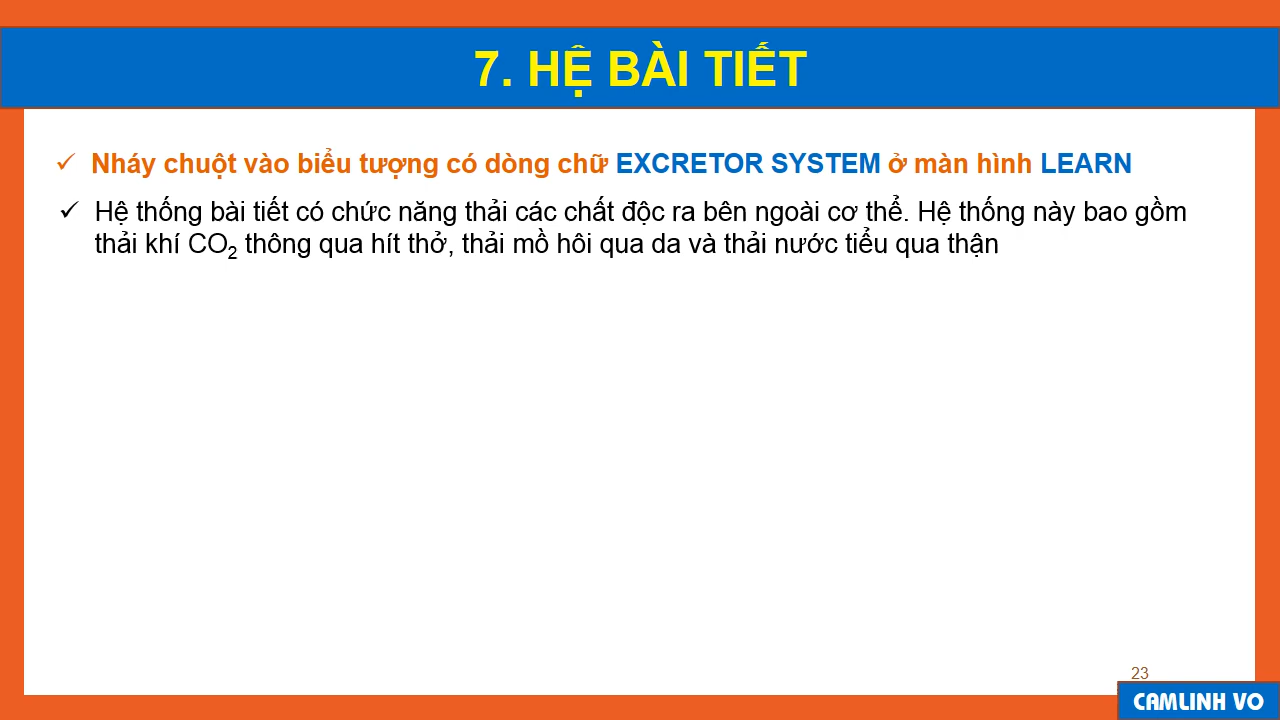 7. HỆ BÀI TIẾT
✓ Nháy chuột vào biểu tượng có dòng chữ EXCRETOR SYSTEM ở màn hình LEARN
✓ Hệ thống bài tiết có chức năng thải các chất độc ra bên ngoài cơ thể. Hệ thống này bao gồm
thải khí CO₂ thông qua hít thở, thải mồ hôi qua da và thải nước tiểu qua thận
23
CAMLINH VO